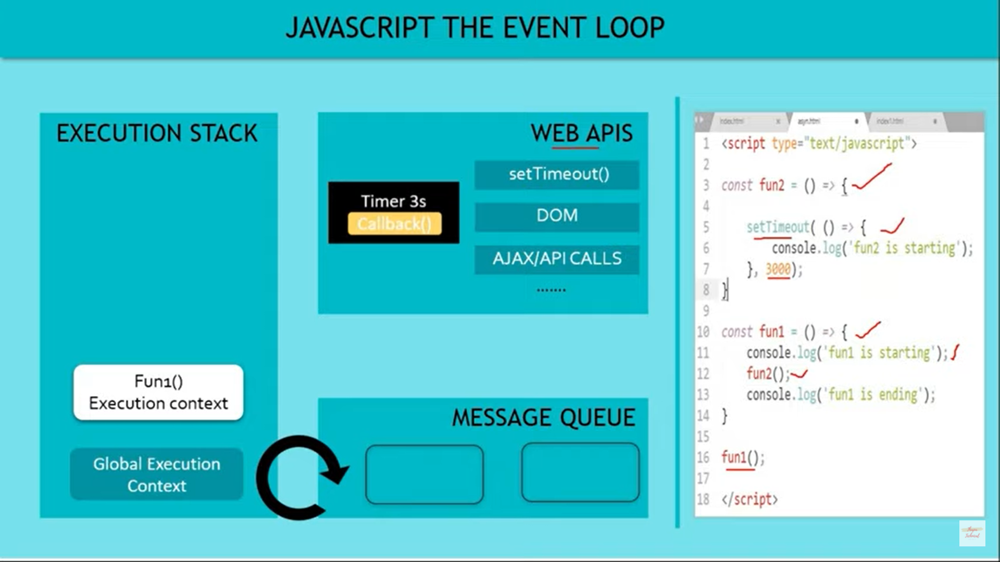 JAVASCRIPT THE EVENT LOOP
EXECUTION STACK
Fun1()
Execution context
Global Execution
Context
WEB APIS
Timer 3s
Callback()
setTimeout()
DOM
AJAX/API CALLS
.......
MESSAGE QUEUE
index.html
asyn.html
index1.html
1 <script type="text/javascript">
2
3 const fun2 = () => {
4
5 setTimeout( () => {
6 console.log('fun2 is starting');
7 }, 3000);
8 }
9
10 const fun1 = () => {
11 console.log('fun1 is starting');
12 fun2();
13 console.log('fun1 is ending');
14 }
15
16 fun1();
17
18 </script>
Technical